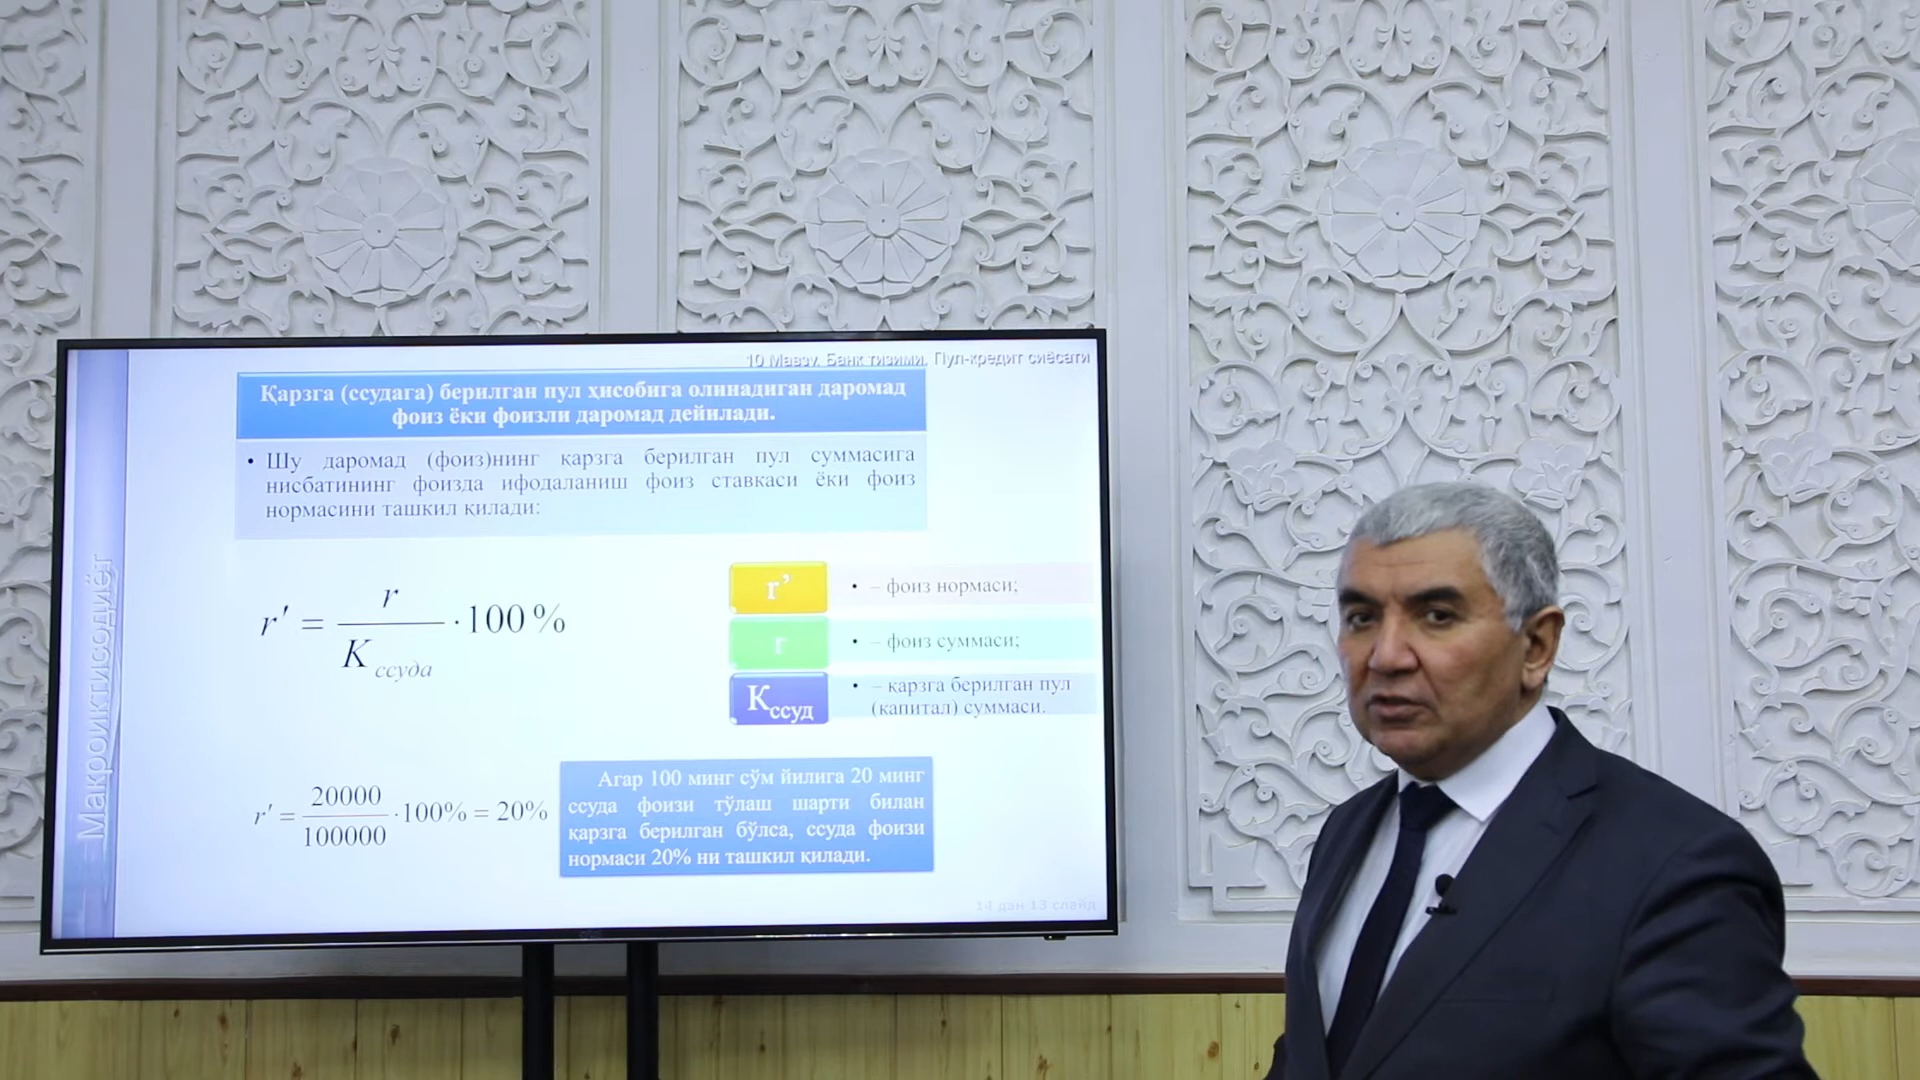 10 Мавзу. Банк тизими. Пул-кредит сиёсати
Қарзга (ссудага) берилган пул ҳисобига олинадиган даромад
фоиз ёки фоизли даромад дейилади.
• Шу даромад (фоиз)нинг қарзга берилган пул суммасига
нисбатининг фоизда ифодаланиш фоиз ставкаси ёки фоиз
нормасини ташкил қилади:
r' = r / K ссуда · 100 %
r’ • – фоиз нормаси;
r • – фоиз суммаси;
Кссуд • – қарзга берилган пул
(капитал) суммаси.
r' = 20000 / 100000 · 100% = 20%
Агар 100 минг сўм йилига 20 минг
ссуда фоизи тўлаш шарти билан
қарзга берилган бўлса, ссуда фоизи
нормаси 20% ни ташкил қилади.
Макроиқтисодиёт
14 дан 13 слайд